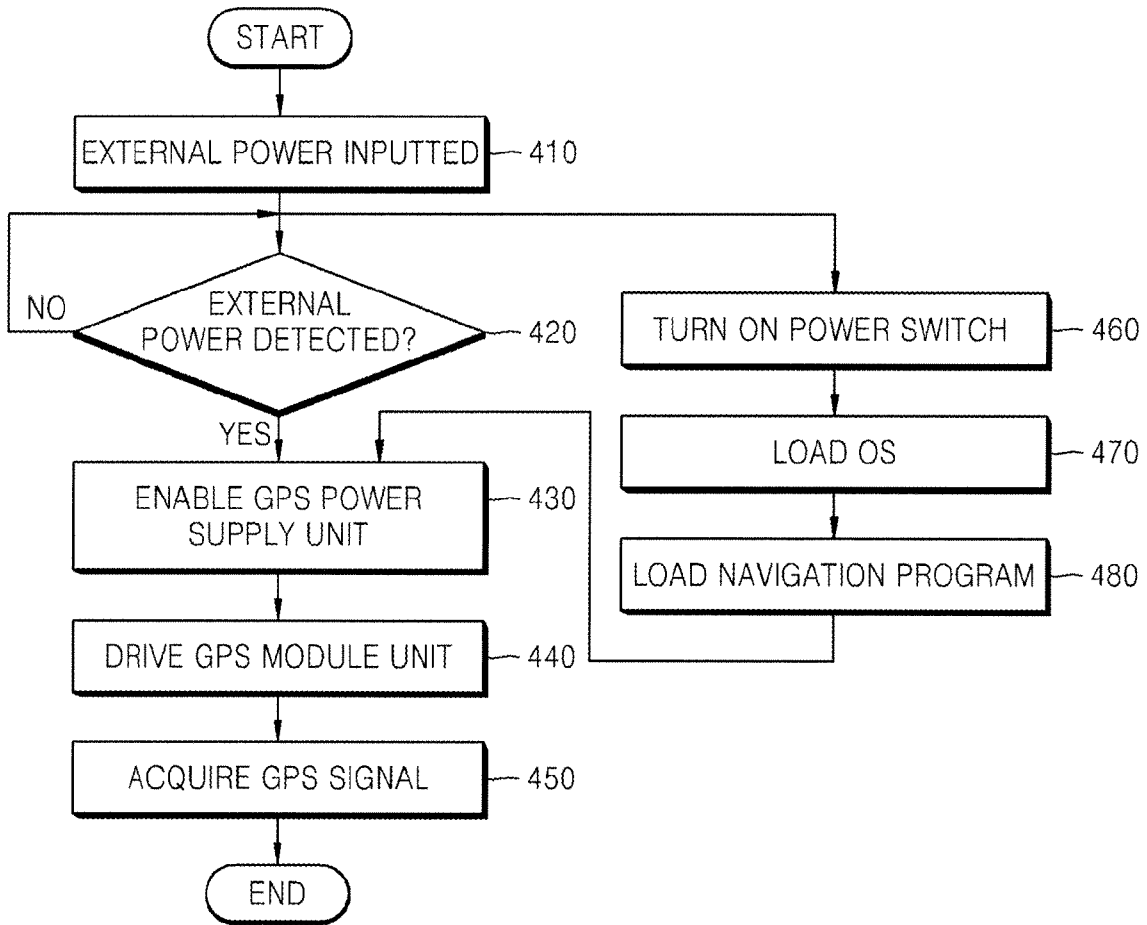 START
EXTERNAL POWER INPUTTED
410
NO
EXTERNAL
POWER DETECTED?
420
YES
ENABLE GPS POWER
SUPPLY UNIT
430
DRIVE GPS MODULE UNIT
440
ACQUIRE GPS SIGNAL
450
END
TURN ON POWER SWITCH
460
LOAD OS
470
LOAD NAVIGATION PROGRAM
480